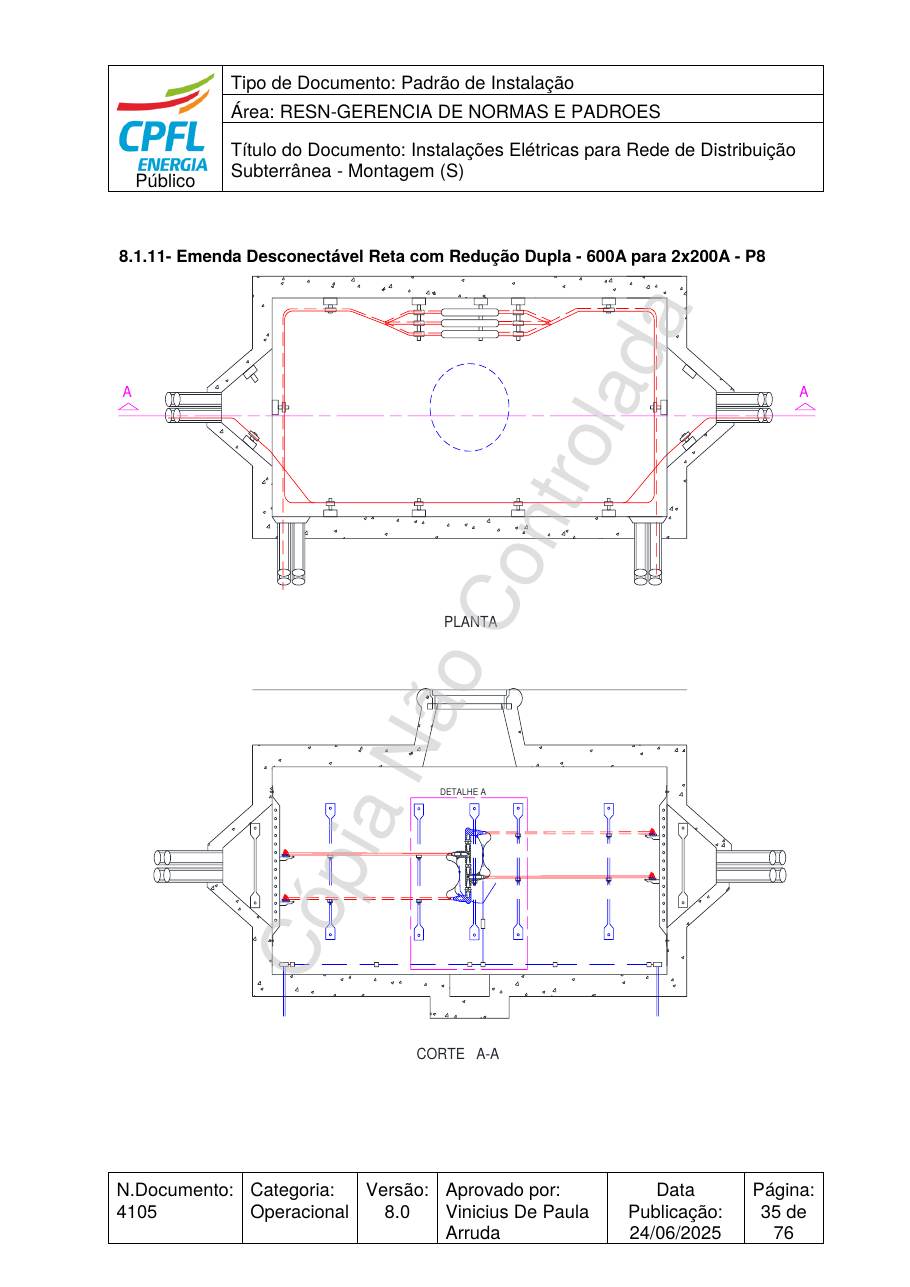 CPFL
ENERGIA
Público
Tipo de Documento: Padrão de Instalação
Área: RESN-GERENCIA DE NORMAS E PADROES
Título do Documento: Instalações Elétricas para Rede de Distribuição
Subterrânea - Montagem (S)
8.1.11- Emenda Desconectável Reta com Redução Dupla - 600A para 2x200A - P8
A
A
PLANTA
DETALHE A
CORTE A-A
Cópia Não Controlada
N.Documento:
4105
Categoria:
Operacional
Versão:
8.0
Aprovado por:
Vinicius De Paula
Arruda
Data
Publicação:
24/06/2025
Página:
35 de
76